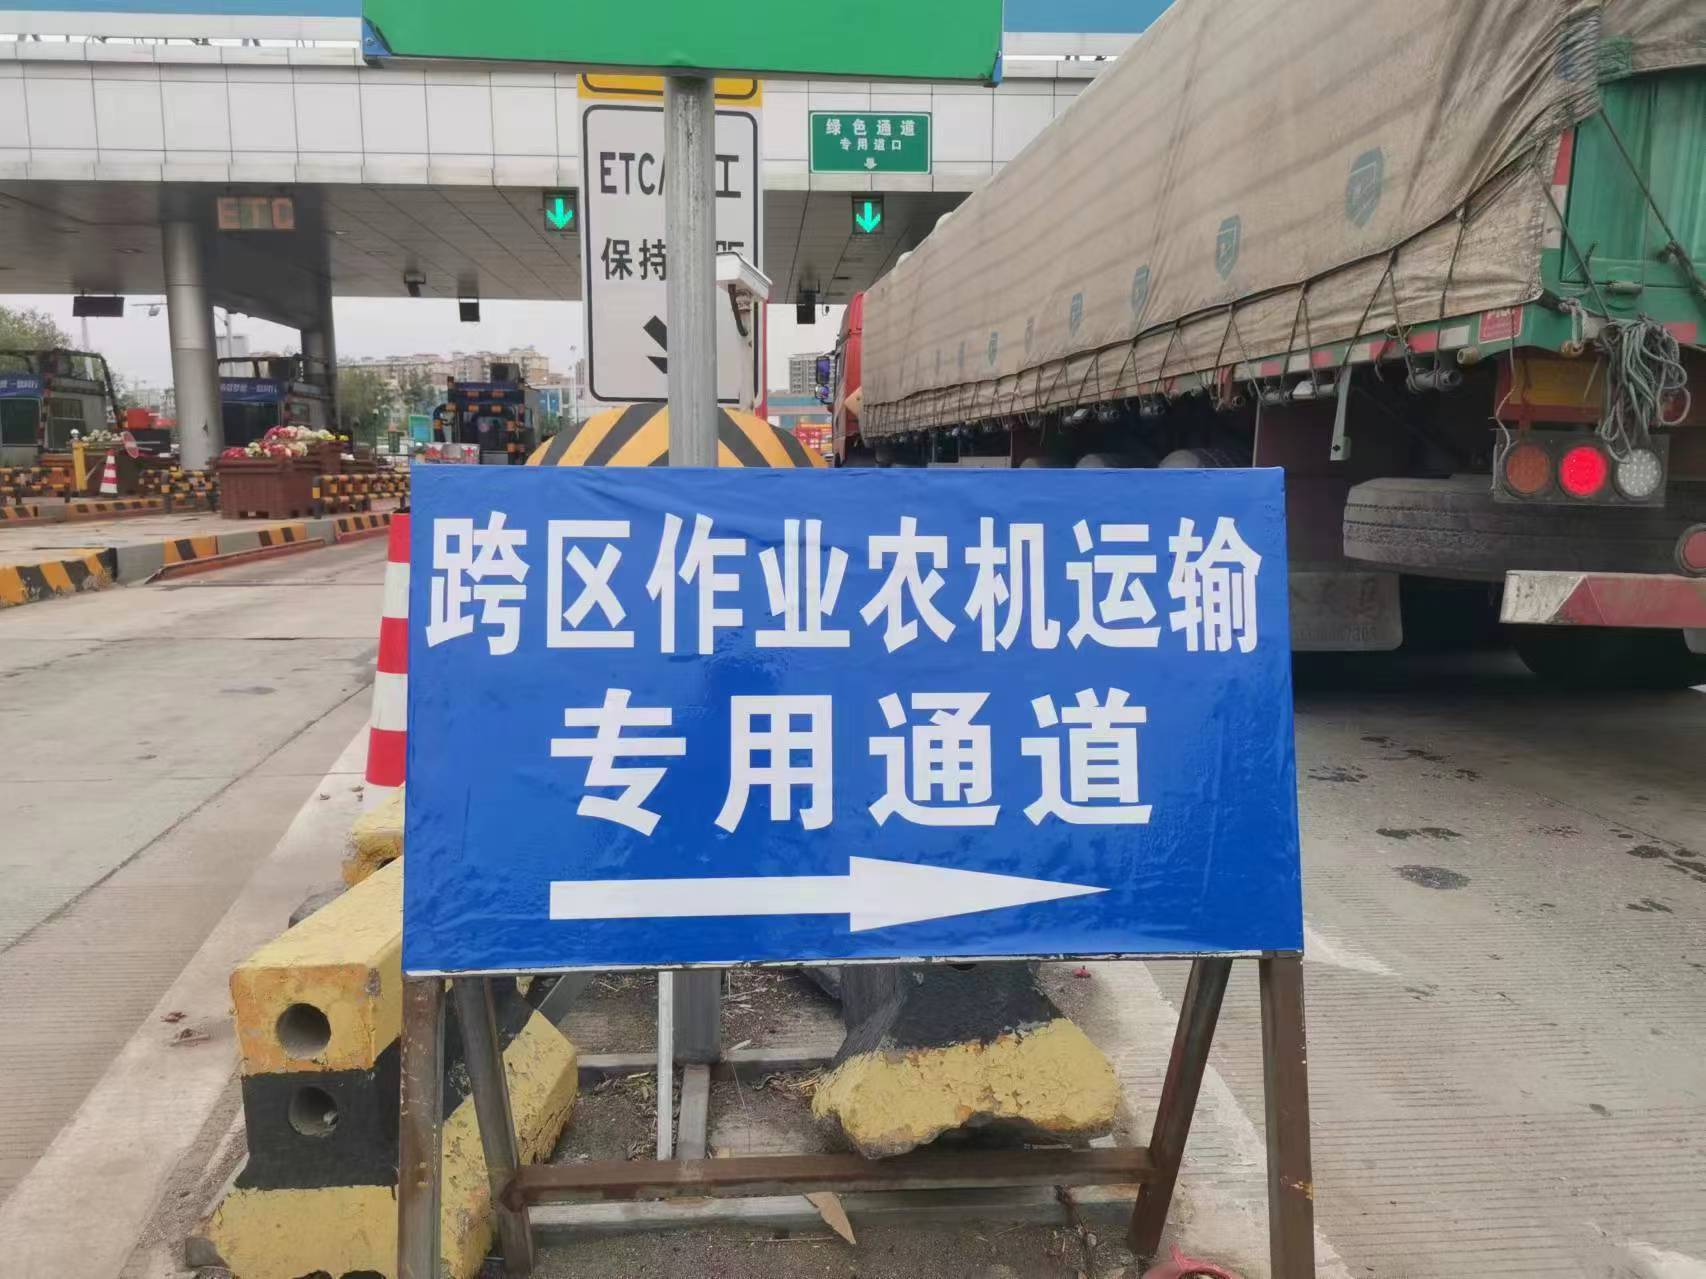 绿色通道
专用道口
ETC
ETC/
工
保持
跨区作业农机运输
专用通道